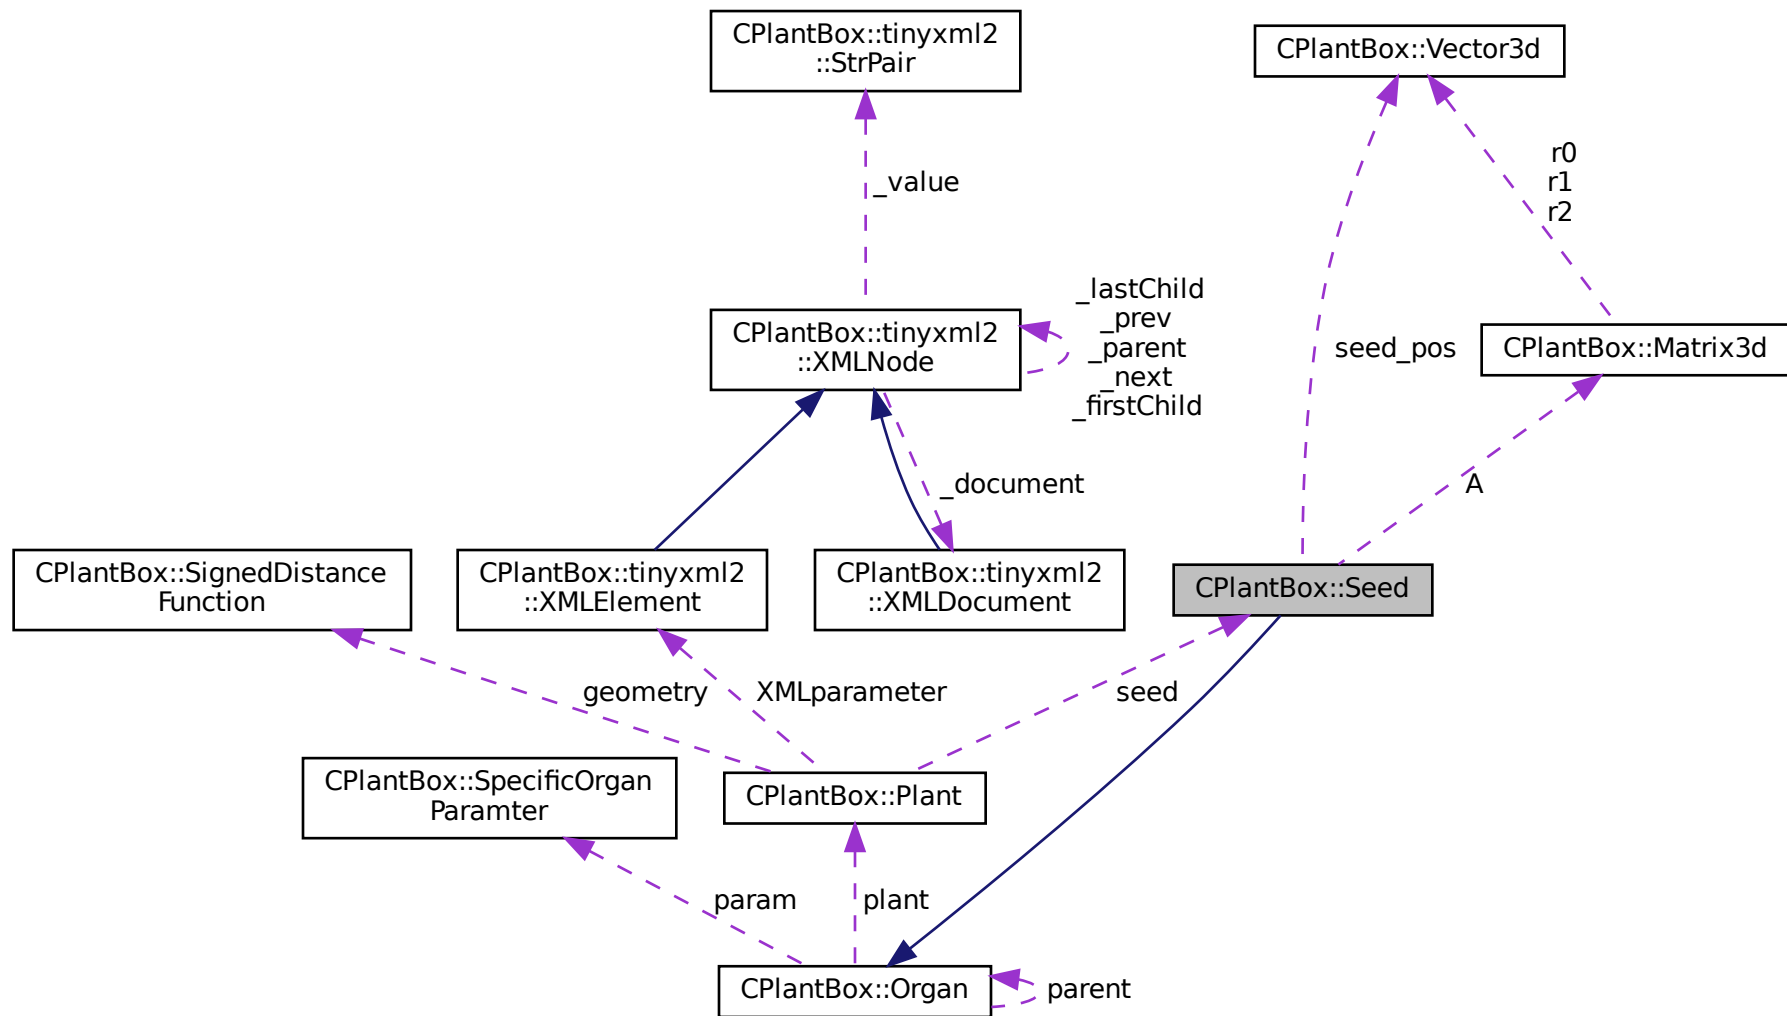 CPlantBox::tinyxml2
::StrPair
CPlantBox::Vector3d
_value
r0
r1
r2
_lastChild
_prev
_parent
_next
_firstChild
CPlantBox::tinyxml2
::XMLNode
seed_pos
CPlantBox::Matrix3d
_document
A
CPlantBox::SignedDistance
Function
CPlantBox::tinyxml2
::XMLElement
CPlantBox::tinyxml2
::XMLDocument
CPlantBox::Seed
geometry
XMLparameter
seed
CPlantBox::SpecificOrgan
Paramter
CPlantBox::Plant
param
plant
CPlantBox::Organ
parent